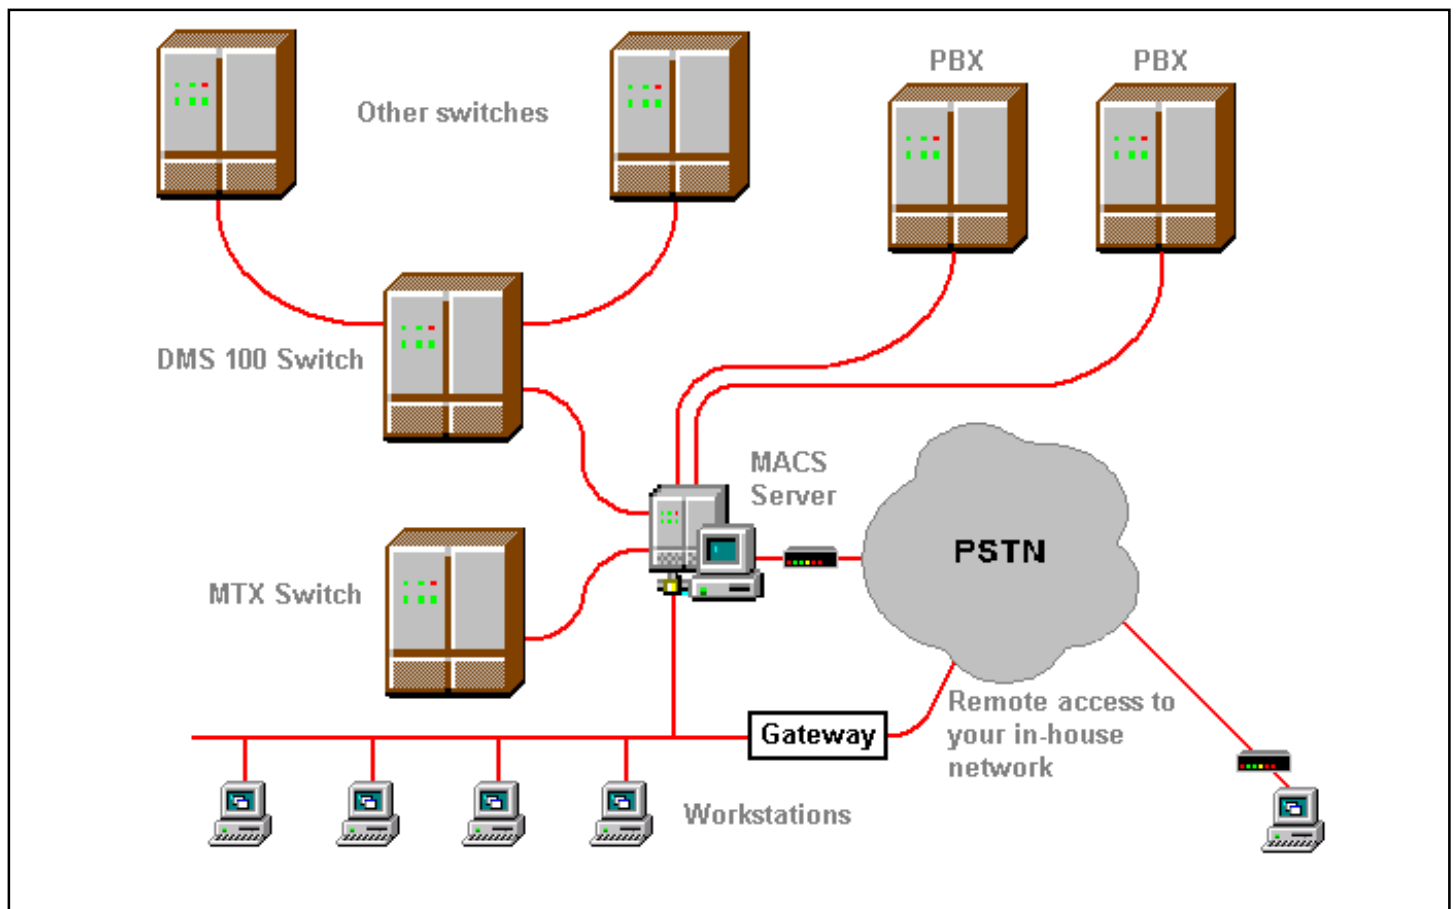 PBX
PBX
Other switches
DMS 100 Switch
MACS
Server
PSTN
MTX Switch
Remote access to
your in-house
network
Gateway
Workstations